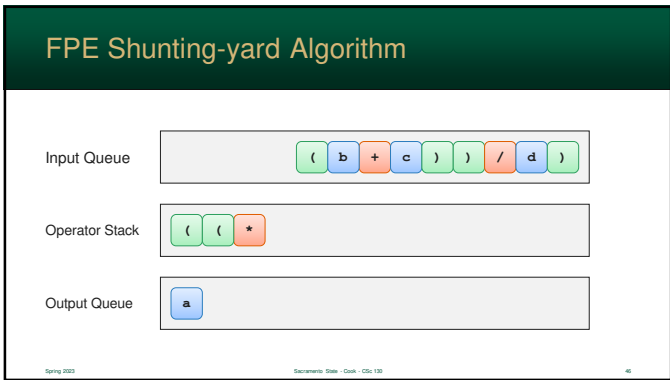 FPE Shunting-yard Algorithm
Input Queue ( b + c ) ) / d )
Operator Stack ( ( *
Output Queue a
Spring 2023 Sacramento State - Cook - CSc 130 46